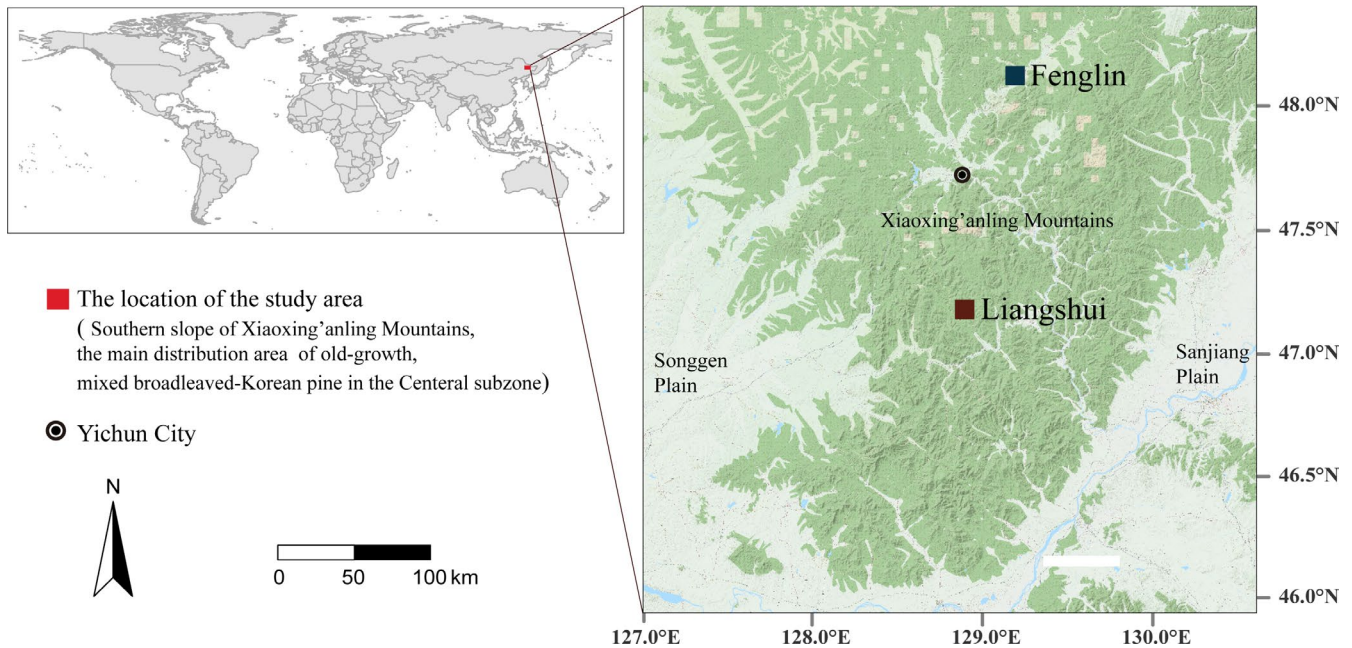 Fenglin
48.0°N
Xiaoxing'anling Mountains
47.5°N
The location of the study area
( Southern slope of Xiaoxing'anling Mountains,
the main distribution area of old-growth,
mixed broadleaved-Korean pine in the Centeral subzone)
Liangshui
Songgen
Plain
Sanjiang
Plain
47.0°N
Yichun City
46.5°N
N
0 50 100 km
46.0°N
127.0°E 128.0°E 129.0°E 130.0°E